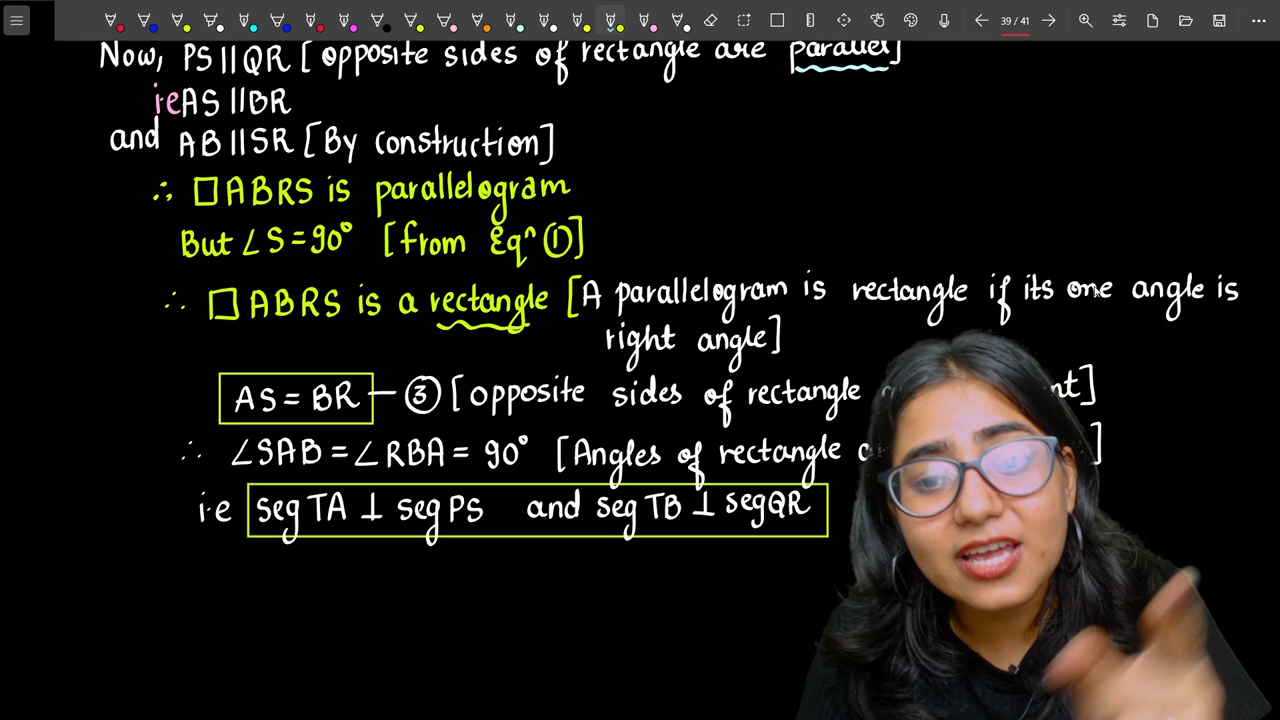 39 / 41
Now, PS||QR [opposite sides of rectangle are parallel]
i.e AS||BR
and AB||SR [By construction]
∴ □ABRS is parallelogram
But ∠S=90° [from Eqⁿ ①]
∴ □ABRS is a rectangle [A parallelogram is rectangle if its one angle is
right angle]
AS = BR — ③ [opposite sides of rectangle
∴ ∠SAB = ∠RBA = 90° [Angles of rectangle
i.e seg TA ⊥ seg PS and seg TB ⊥ seg QR